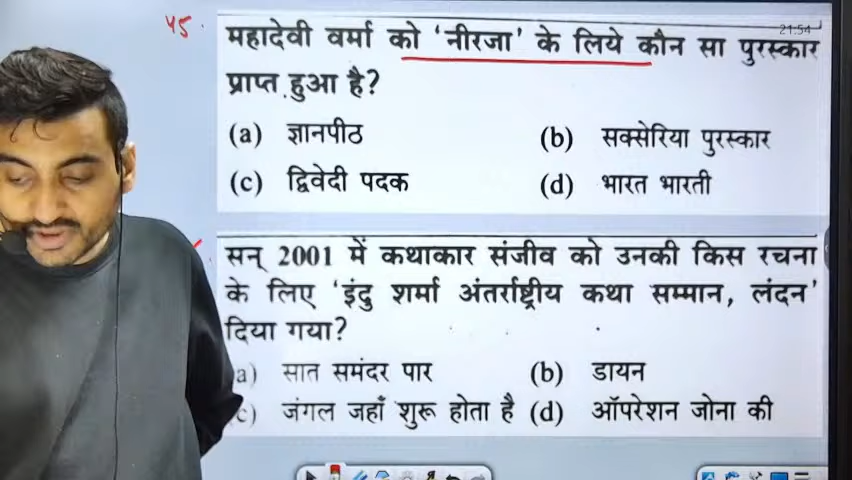 21:54
45.
महादेवी वर्मा को 'नीरजा' के लिये कौन सा पुरस्कार
प्राप्त हुआ है?
(a) ज्ञानपीठ (b) सक्सेरिया पुरस्कार
(c) द्विवेदी पदक (d) भारत भारती
सन् 2001 में कथाकार संजीव को उनकी किस रचना
के लिए 'इंदु शर्मा अंतर्राष्ट्रीय कथा सम्मान, लंदन'
दिया गया?
a) सात समंदर पार (b) डायन
c) जंगल जहाँ शुरू होता है (d) ऑपरेशन जोना की